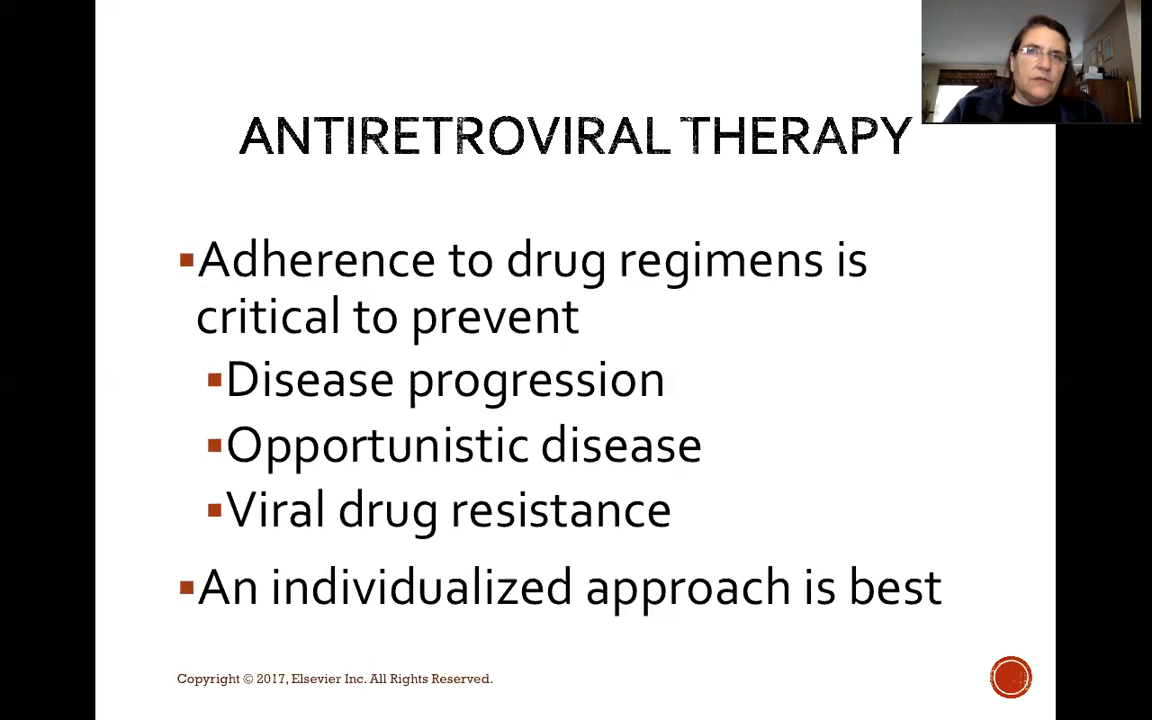 ANTIRETROVIRAL THERAPY
▪Adherence to drug regimens is
critical to prevent
▪Disease progression
▪Opportunistic disease
▪Viral drug resistance
▪An individualized approach is best
Copyright © 2017, Elsevier Inc. All Rights Reserved.